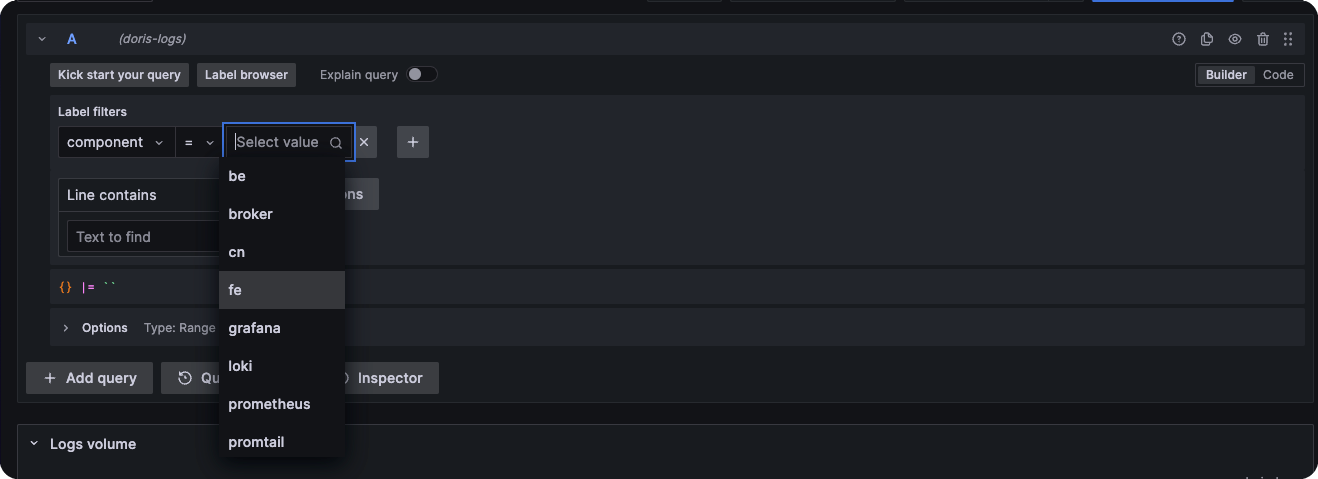 A (doris-logs)
Kick start your query Label browser Explain query Builder Code
Label filters
component = Select value
be
Line contains
broker
Text to find
cn
fe
{} |= ``
grafana
Options Type: Range
loki
Add query Inspector
prometheus
promtail
Logs volume